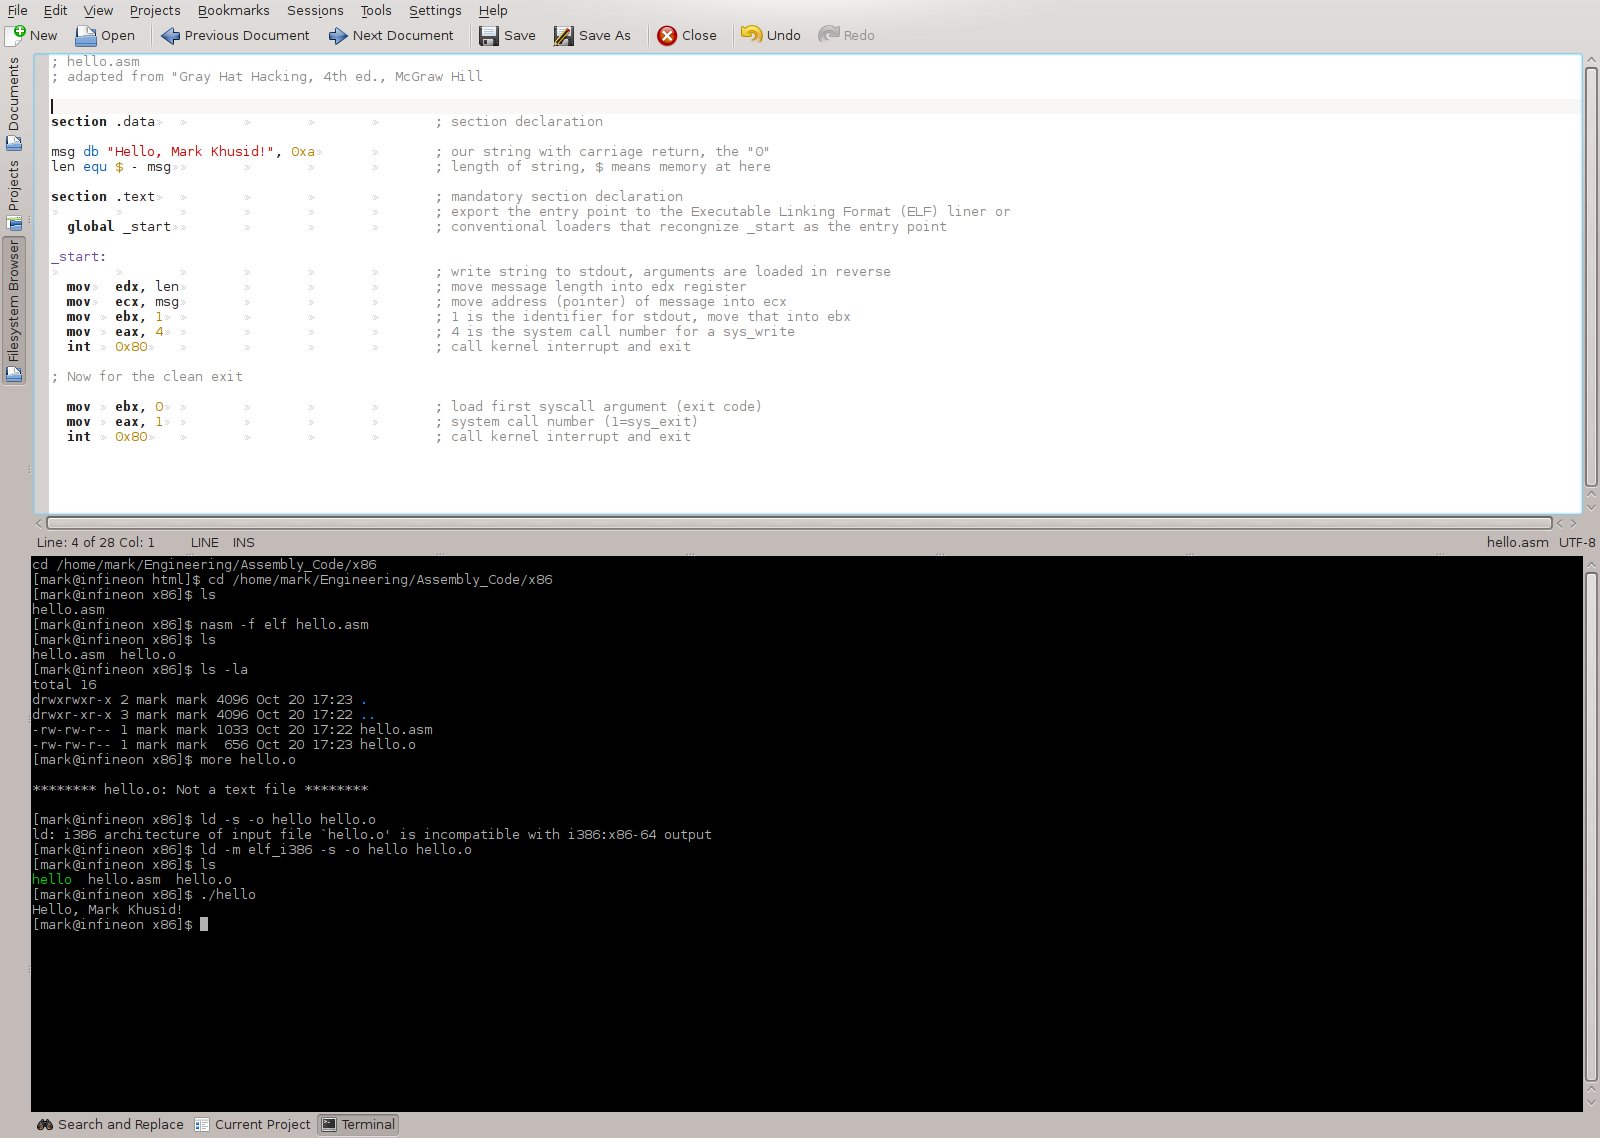 File Edit View Projects Bookmarks Sessions Tools Settings Help
New Open Previous Document Next Document Save Save As Close Undo Redo
Documents
Projects
Filesystem Browser
; hello.asm
; adapted from "Gray Hat Hacking, 4th ed., McGraw Hill
section .data ; section declaration
msg db "Hello, Mark Khusid!", 0xa ; our string with carriage return, the "0"
len equ $ - msg ; length of string, $ means memory at here
section .text ; mandatory section declaration
; export the entry point to the Executable Linking Format (ELF) liner or
global _start ; conventional loaders that recongnize _start as the entry point
_start:
; write string to stdout, arguments are loaded in reverse
mov edx, len ; move message length into edx register
mov ecx, msg ; move address (pointer) of message into ecx
mov ebx, 1 ; 1 is the identifier for stdout, move that into ebx
mov eax, 4 ; 4 is the system call number for a sys_write
int 0x80 ; call kernel interrupt and exit
; Now for the clean exit
mov ebx, 0 ; load first syscall argument (exit code)
mov eax, 1 ; system call number (1=sys_exit)
int 0x80 ; call kernel interrupt and exit
Line: 4 of 28 Col: 1 LINE INS hello.asm UTF-8
cd /home/mark/Engineering/Assembly_Code/x86
[mark@infineon html]$ cd /home/mark/Engineering/Assembly_Code/x86
[mark@infineon x86]$ ls
hello.asm
[mark@infineon x86]$ nasm -f elf hello.asm
[mark@infineon x86]$ ls
hello.asm hello.o
[mark@infineon x86]$ ls -la
total 16
drwxrwxr-x 2 mark mark 4096 Oct 20 17:23 .
drwxr-xr-x 3 mark mark 4096 Oct 20 17:22 ..
-rw-rw-r-- 1 mark mark 1033 Oct 20 17:22 hello.asm
-rw-rw-r-- 1 mark mark 656 Oct 20 17:23 hello.o
[mark@infineon x86]$ more hello.o
******** hello.o: Not a text file ********
[mark@infineon x86]$ ld -s -o hello hello.o
ld: i386 architecture of input file `hello.o' is incompatible with i386:x86-64 output
[mark@infineon x86]$ ld -m elf_i386 -s -o hello hello.o
[mark@infineon x86]$ ls
hello hello.asm hello.o
[mark@infineon x86]$ ./hello
Hello, Mark Khusid!
[mark@infineon x86]$
Search and Replace Current Project Terminal